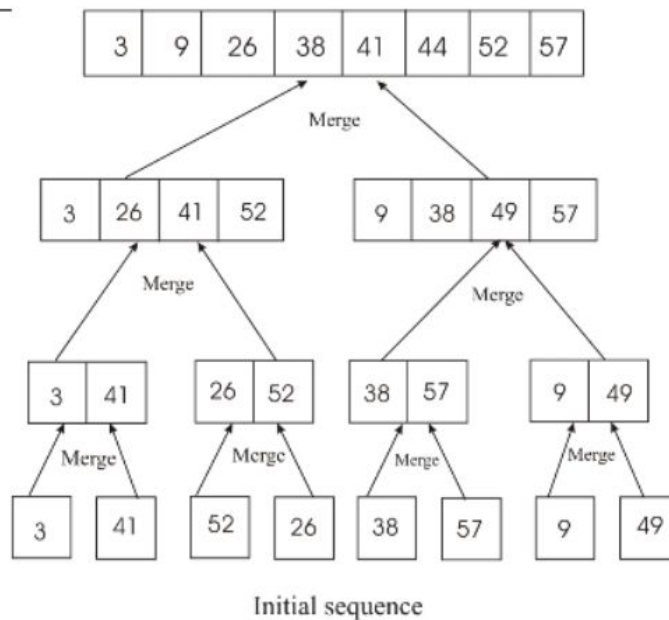 3 9 26 38 41 44 52 57
Merge
3 26 41 52 9 38 49 57
Merge Merge
3 41 26 52 38 57 9 49
Merge Merge Merge Merge
3 41 52 26 38 57 9 49
Initial sequence